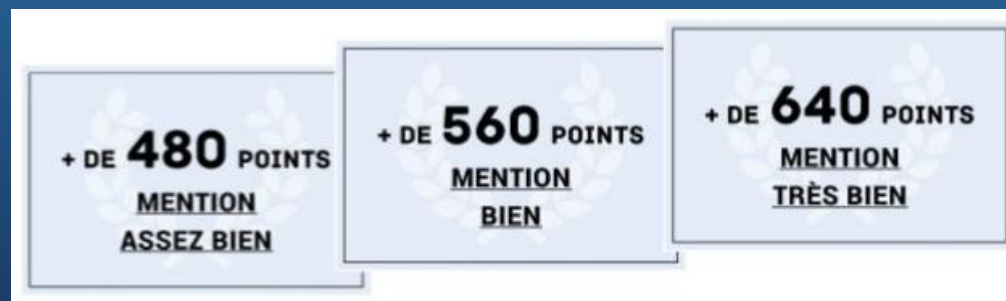 + DE 480 POINTS
MENTION
ASSEZ BIEN
+ DE 560 POINTS
MENTION
BIEN
+ DE 640 POINTS
MENTION
TRÈS BIEN